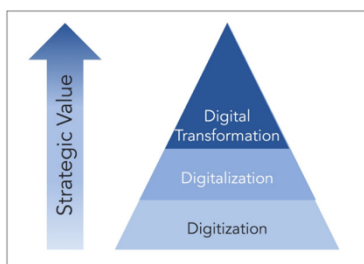 Strategic Value
Digital
Transformation
Digitalization
Digitization